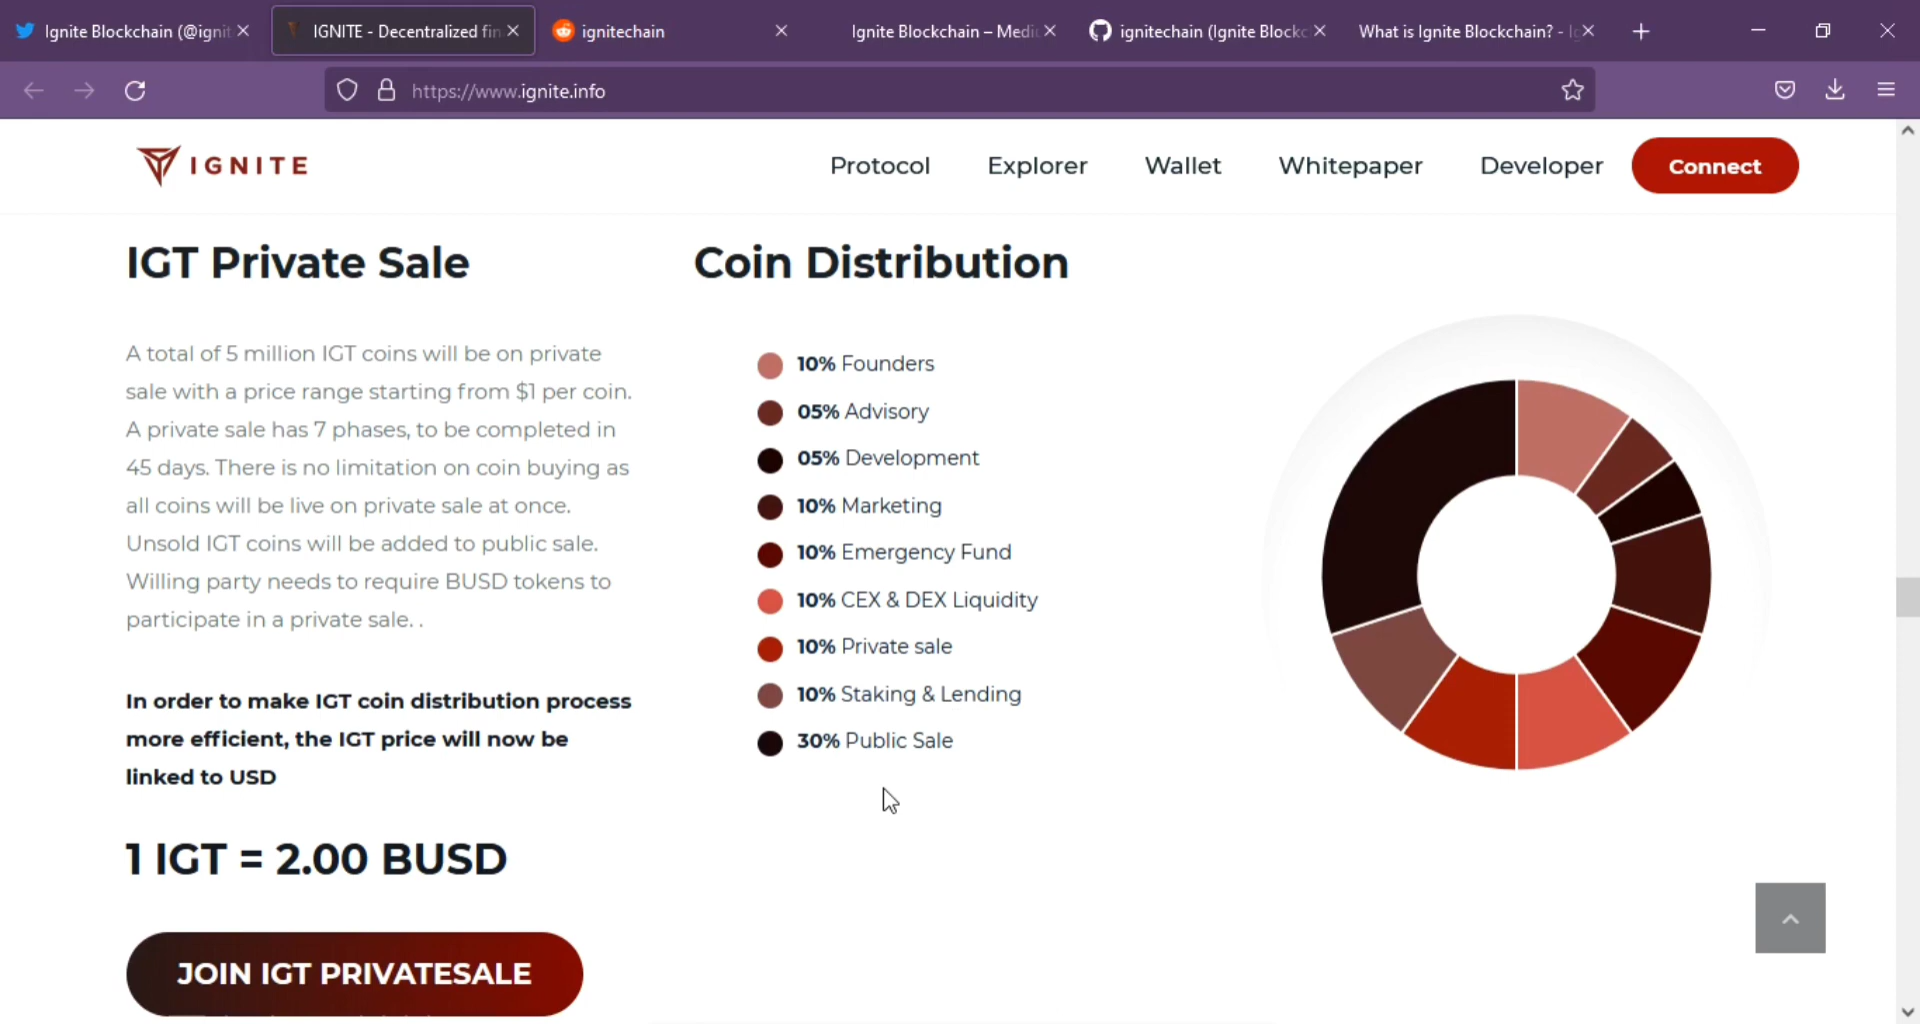 Ignite Blockchain (@ignit
IGNITE - Decentralized fin
ignitechain
Ignite Blockchain – Medi
ignitechain (Ignite Blockc
What is Ignite Blockchain? -
https://www.ignite.info
IGNITE
Protocol
Explorer
Wallet
Whitepaper
Developer
Connect
IGT Private Sale
A total of 5 million IGT coins will be on private
sale with a price range starting from $1 per coin.
A private sale has 7 phases, to be completed in
45 days. There is no limitation on coin buying as
all coins will be live on private sale at once.
Unsold IGT coins will be added to public sale.
Willing party needs to require BUSD tokens to
participate in a private sale. .
In order to make IGT coin distribution process
more efficient, the IGT price will now be
linked to USD
1 IGT = 2.00 BUSD
JOIN IGT PRIVATESALE
Coin Distribution
10% Founders
05% Advisory
05% Development
10% Marketing
10% Emergency Fund
10% CEX & DEX Liquidity
10% Private sale
10% Staking & Lending
30% Public Sale